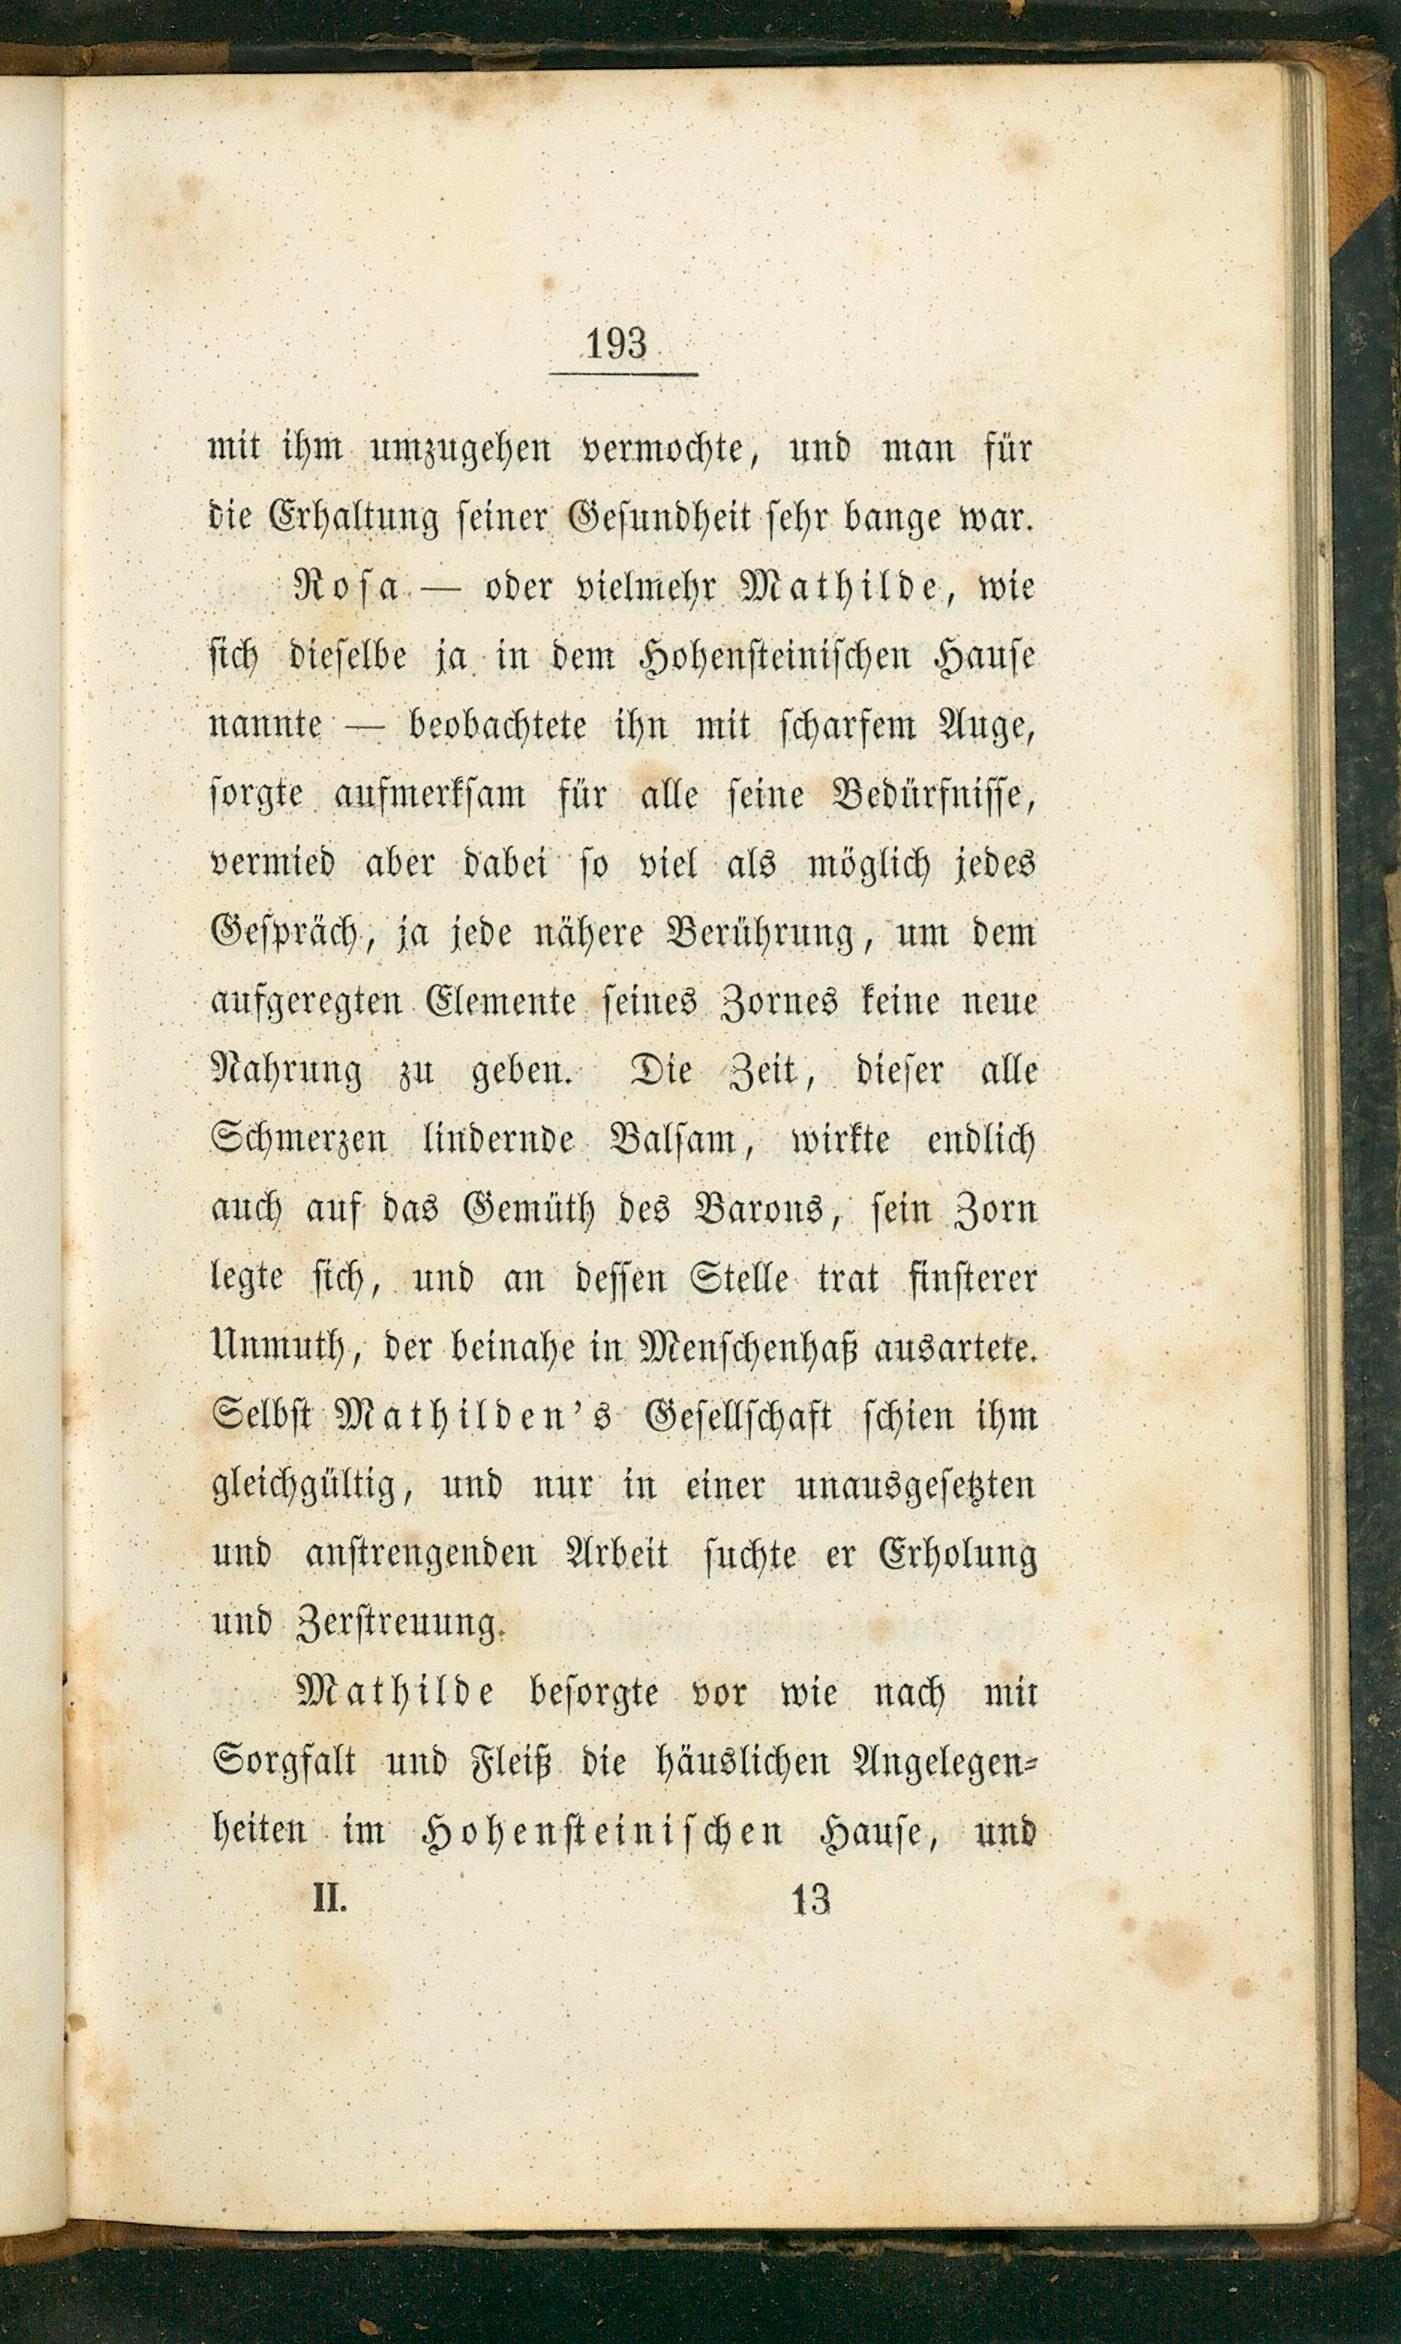 193
mit ihm umzugehen vermochte, und man für
die Erhaltung seiner Gesundheit sehr bange war.
Rosa — oder vielmehr Mathilde, wie
sich dieselbe ja in dem Hohensteinischen Hause
nannte — beobachtete ihn mit scharfem Auge,
sorgte aufmerksam für alle seine Bedürfnisse,
vermied aber dabei so viel als möglich jedes
Gespräch, ja jede nähere Berührung, um dem
aufgeregten Elemente seines Zornes keine neue
Nahrung zu geben. Die Zeit, dieser alle
Schmerzen lindernde Balsam, wirkte endlich
auch auf das Gemüth des Barons, sein Zorn
legte sich, und an dessen Stelle trat finsterer
Unmuth, der beinahe in Menschenhaß ausartete.
Selbst Mathilden's Gesellschaft schien ihm
gleichgültig, und nur in einer unausgesetzten
und anstrengenden Arbeit suchte er Erholung
und Zerstreuung.
Mathilde besorgte vor wie nach mit
Sorgfalt und Fleiß die häuslichen Angelegen-
heiten im Hohensteinischen Hause, und
II. 13